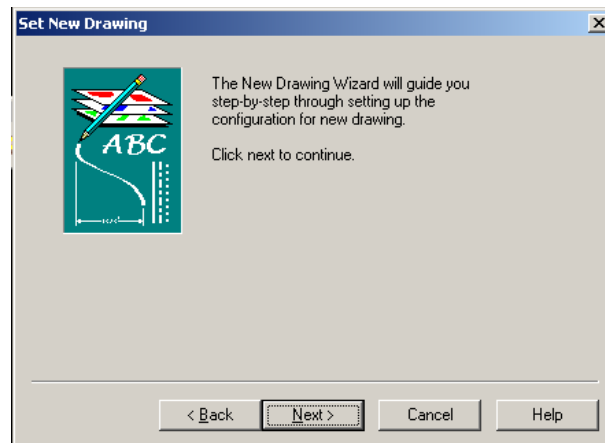 Set New Drawing
The New Drawing Wizard will guide you
step-by-step through setting up the
configuration for new drawing.
Click next to continue.
ABC
< Back
Next >
Cancel
Help